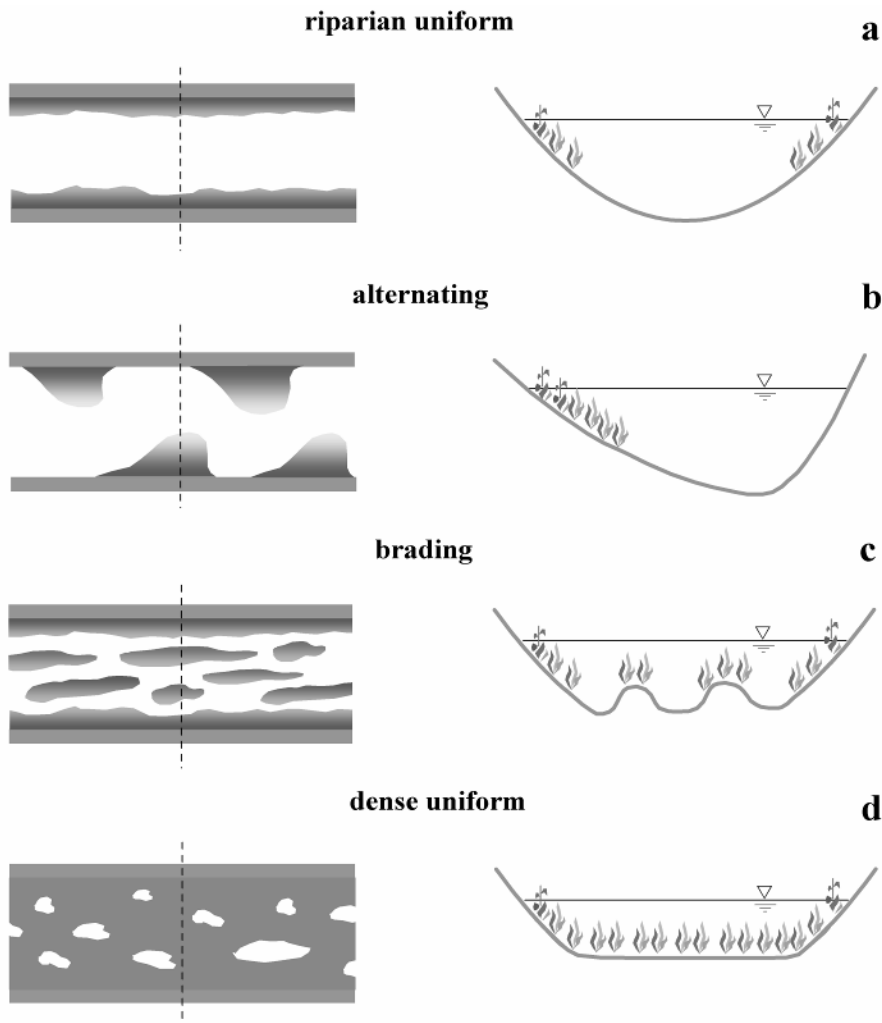 riparian uniform
a
alternating
b
brading
c
dense uniform
d